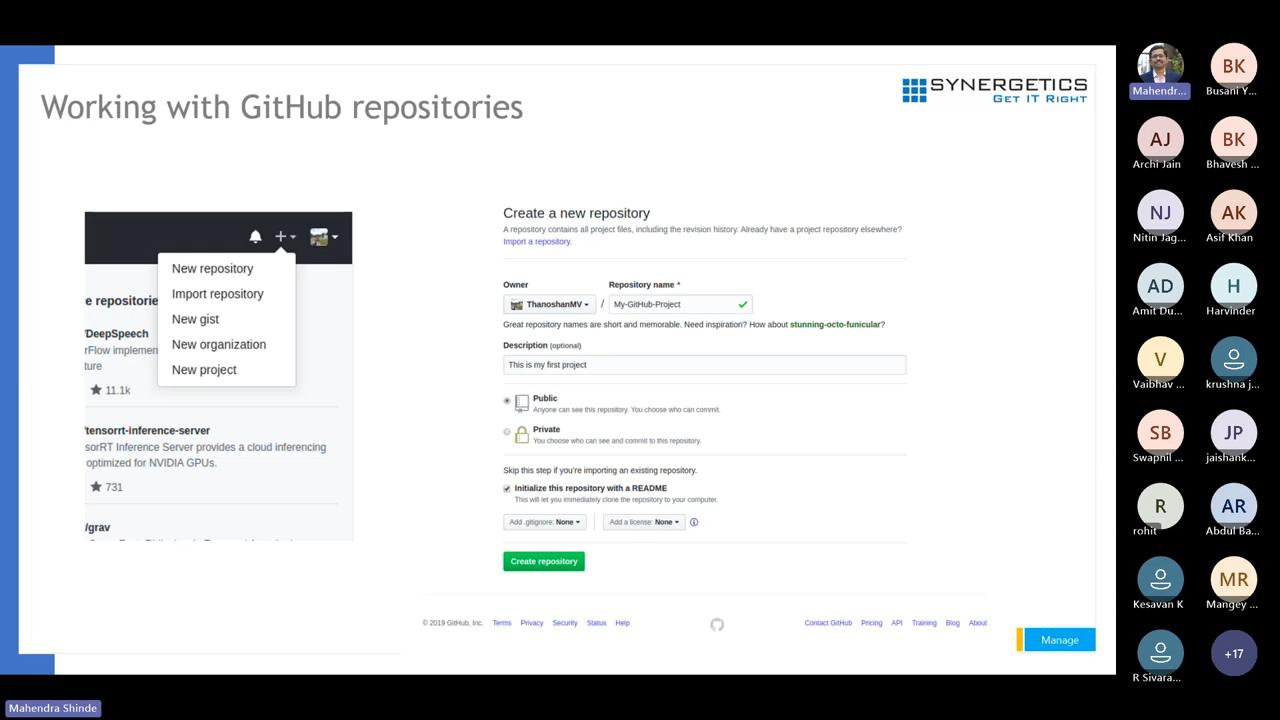 Working with GitHub repositories
SYNERGETICS
GET IT RIGHT
New repository
Import repository
New gist
New organization
New project
e repositorie
/DeepSpeech
rFlow implemen
ture
11.1k
/tensorrt-inference-server
sorRT Inference Server provides a cloud inferencing
optimized for NVIDIA GPUs.
731
/grav
Create a new repository
A repository contains all project files, including the revision history. Already have a project repository elsewhere?
Import a repository.
Owner Repository name *
ThanoshanMV / My-GitHub-Project
Great repository names are short and memorable. Need inspiration? How about stunning-octo-funicular?
Description (optional)
This is my first project
Public
Anyone can see this repository. You choose who can commit.
Private
You choose who can see and commit to this repository.
Skip this step if you're importing an existing repository.
Initialize this repository with a README
This will let you immediately clone the repository to your computer.
Add .gitignore: None Add a license: None
Create repository
© 2019 GitHub, Inc. Terms Privacy Security Status Help Contact GitHub Pricing API Training Blog About
Manage
Mahendr...
BK
Busani Y...
AJ
Archi Jain
BK
Bhavesh ...
NJ
Nitin Jag...
AK
Asif Khan
AD
Amit Du...
H
Harvinder
V
Vaibhav ...
krushna j...
SB
Swapnil ...
JP
jaishank...
R
rohit
AR
Abdul Ba...
Kesavan K
MR
Mangey ...
R Sivara...
+17
Mahendra Shinde